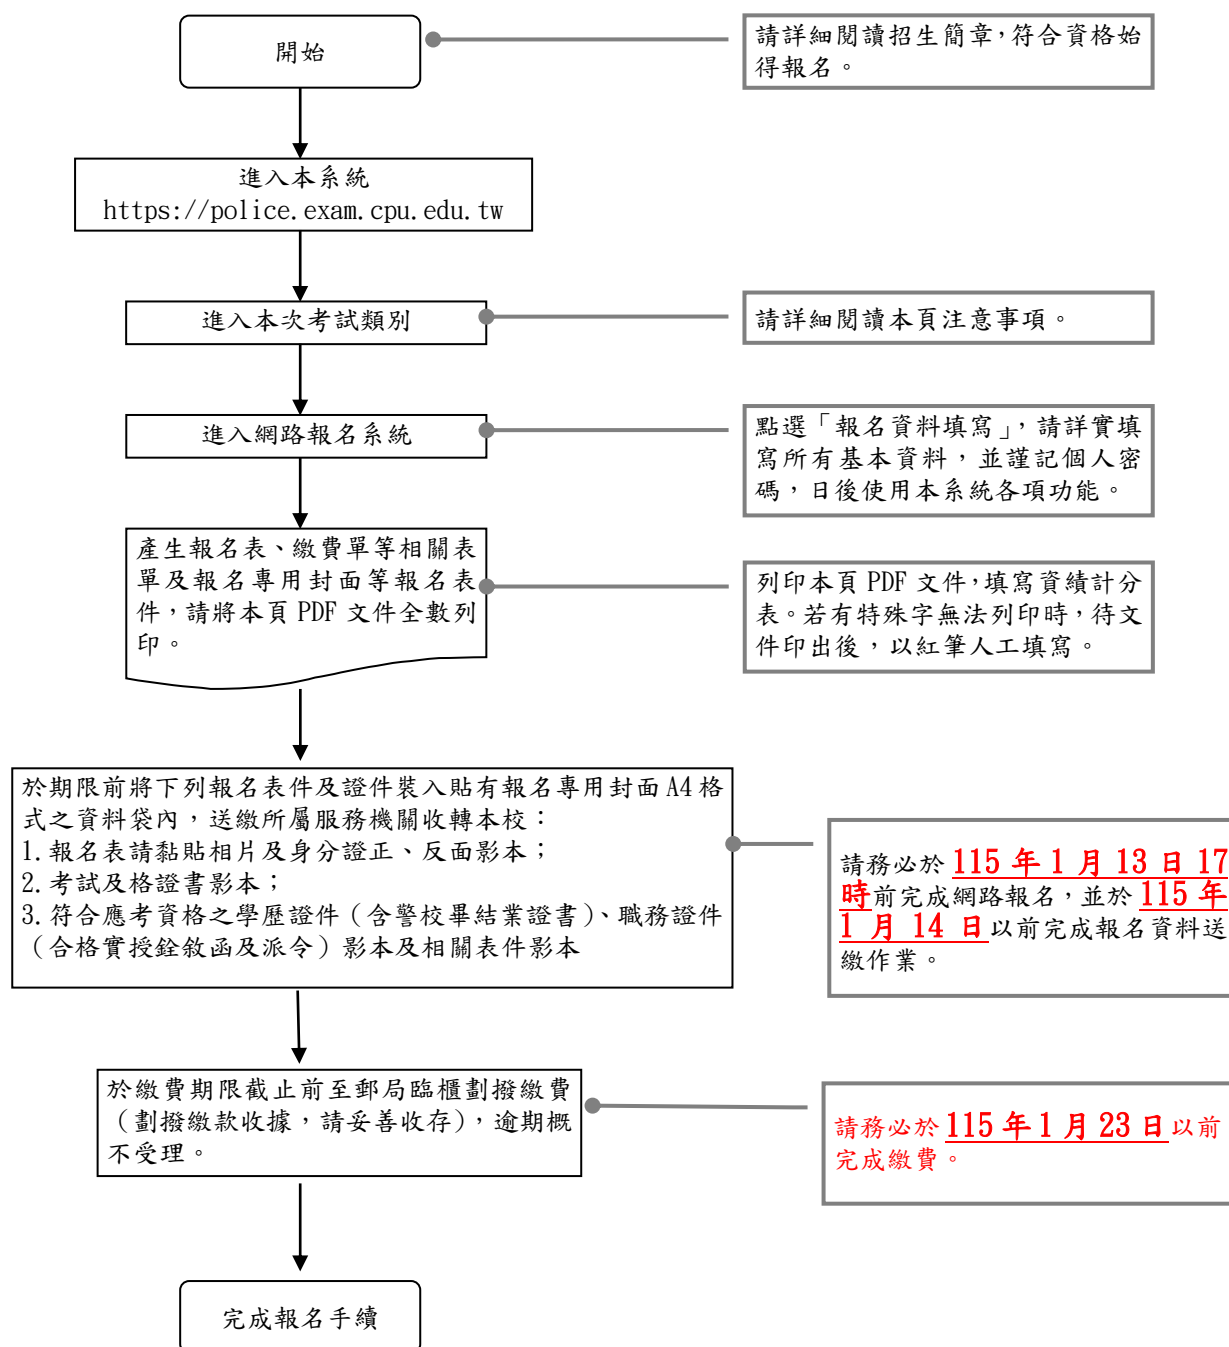 開始
請詳細閱讀招生簡章，符合資格始
得報名。
進入本系統
https://police.exam.cpu.edu.tw
進入本次考試類別
請詳細閱讀本頁注意事項。
進入網路報名系統
點選「報名資料填寫」，請詳實填
寫所有基本資料，並謹記個人密
碼，日後使用本系統各項功能。
產生報名表、繳費單等相關表
單及報名專用封面等報名表
件，請將本頁 PDF 文件全數列
印。
列印本頁 PDF 文件，填寫資績計分
表。若有特殊字無法列印時，待文
件印出後，以紅筆人工填寫。
於期限前將下列報名表件及證件裝入貼有報名專用封面 A4 格
式之資料袋內，送繳所屬服務機關收轉本校：
1.報名表請黏貼相片及身分證正、反面影本；
2.考試及格證書影本；
3.符合應考資格之學歷證件（含警校畢結業證書）、職務證件
（合格實授銓敘函及派令）影本及相關表件影本
請務必於 115 年 1 月 13 日 17
時前完成網路報名，並於 115 年
1 月 14 日以前完成報名資料送
繳作業。
於繳費期限截止前至郵局臨櫃劃撥繳費
（劃撥繳款收據，請妥善收存），逾期概
不受理。
請務必於 115 年 1 月 23 日以前
完成繳費。
完成報名手續